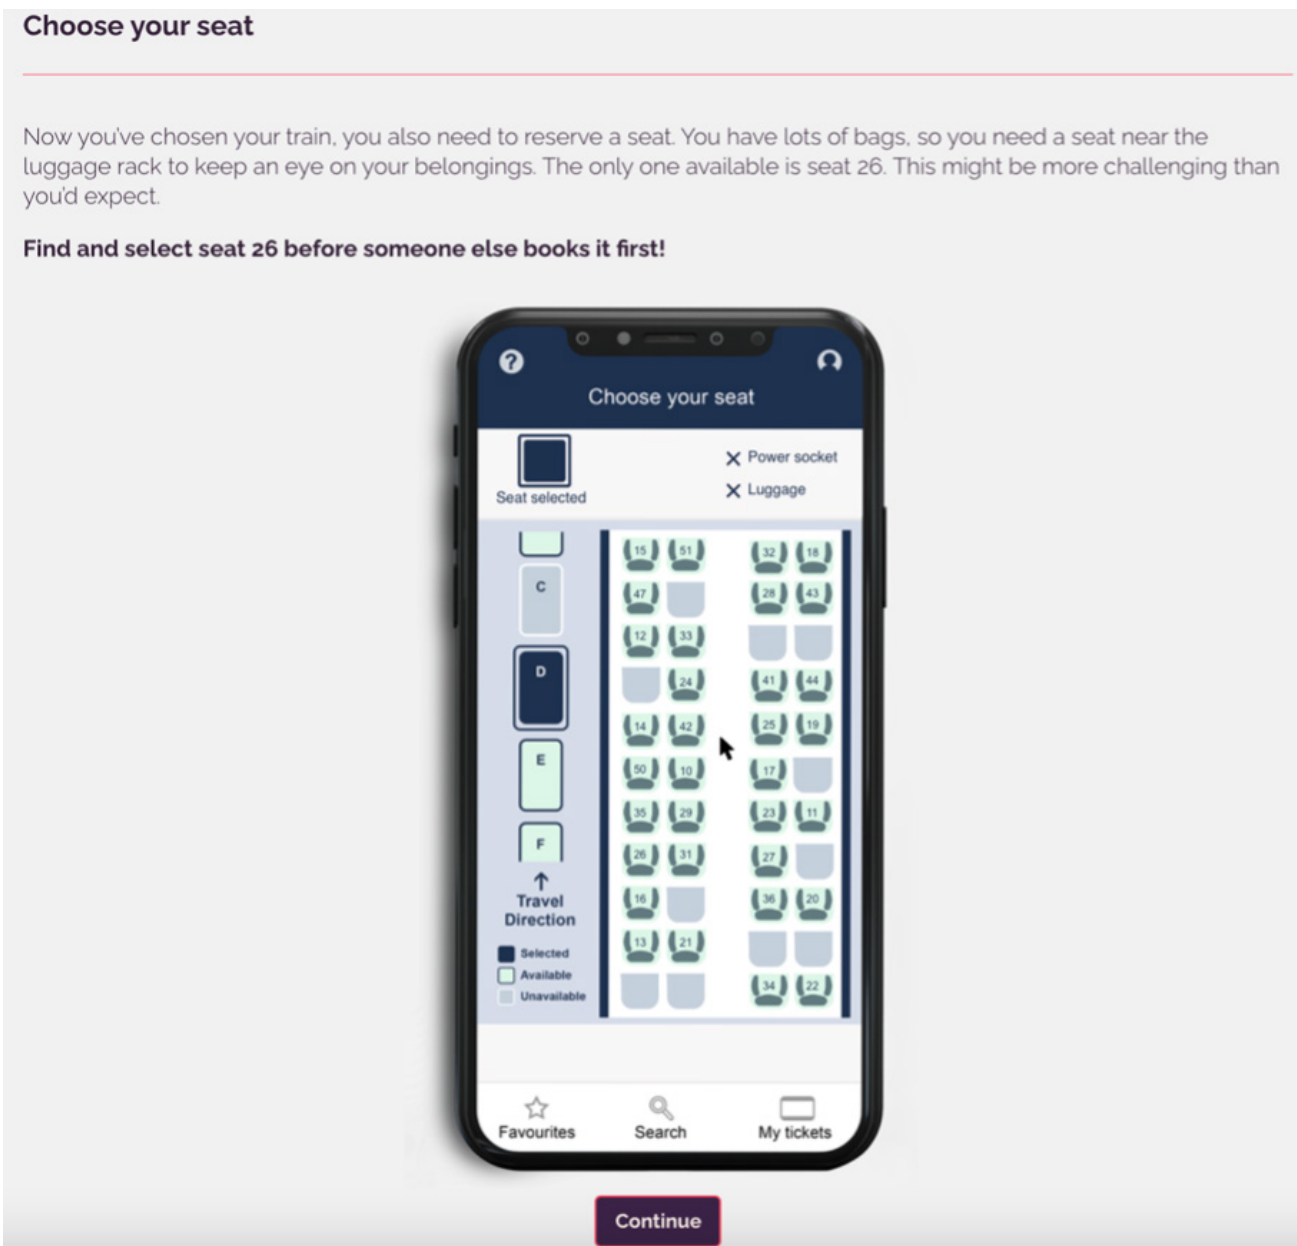 Choose your seat
Now you've chosen your train, you also need to reserve a seat. You have lots of bags, so you need a seat near the
luggage rack to keep an eye on your belongings. The only one available is seat 26. This might be more challenging than
you'd expect.
Find and select seat 26 before someone else books it first!
?
Choose your seat
Seat selected
Power socket
Luggage
C
D
E
F
Travel
Direction
Selected
Available
Unavailable
15 51 32 18
47 28 43
12 33
24 41 44
14 42 25 19
50 10 17
35 29 23 11
26 31 27
16 36 20
13 21
34 22
Favourites Search My tickets
Continue